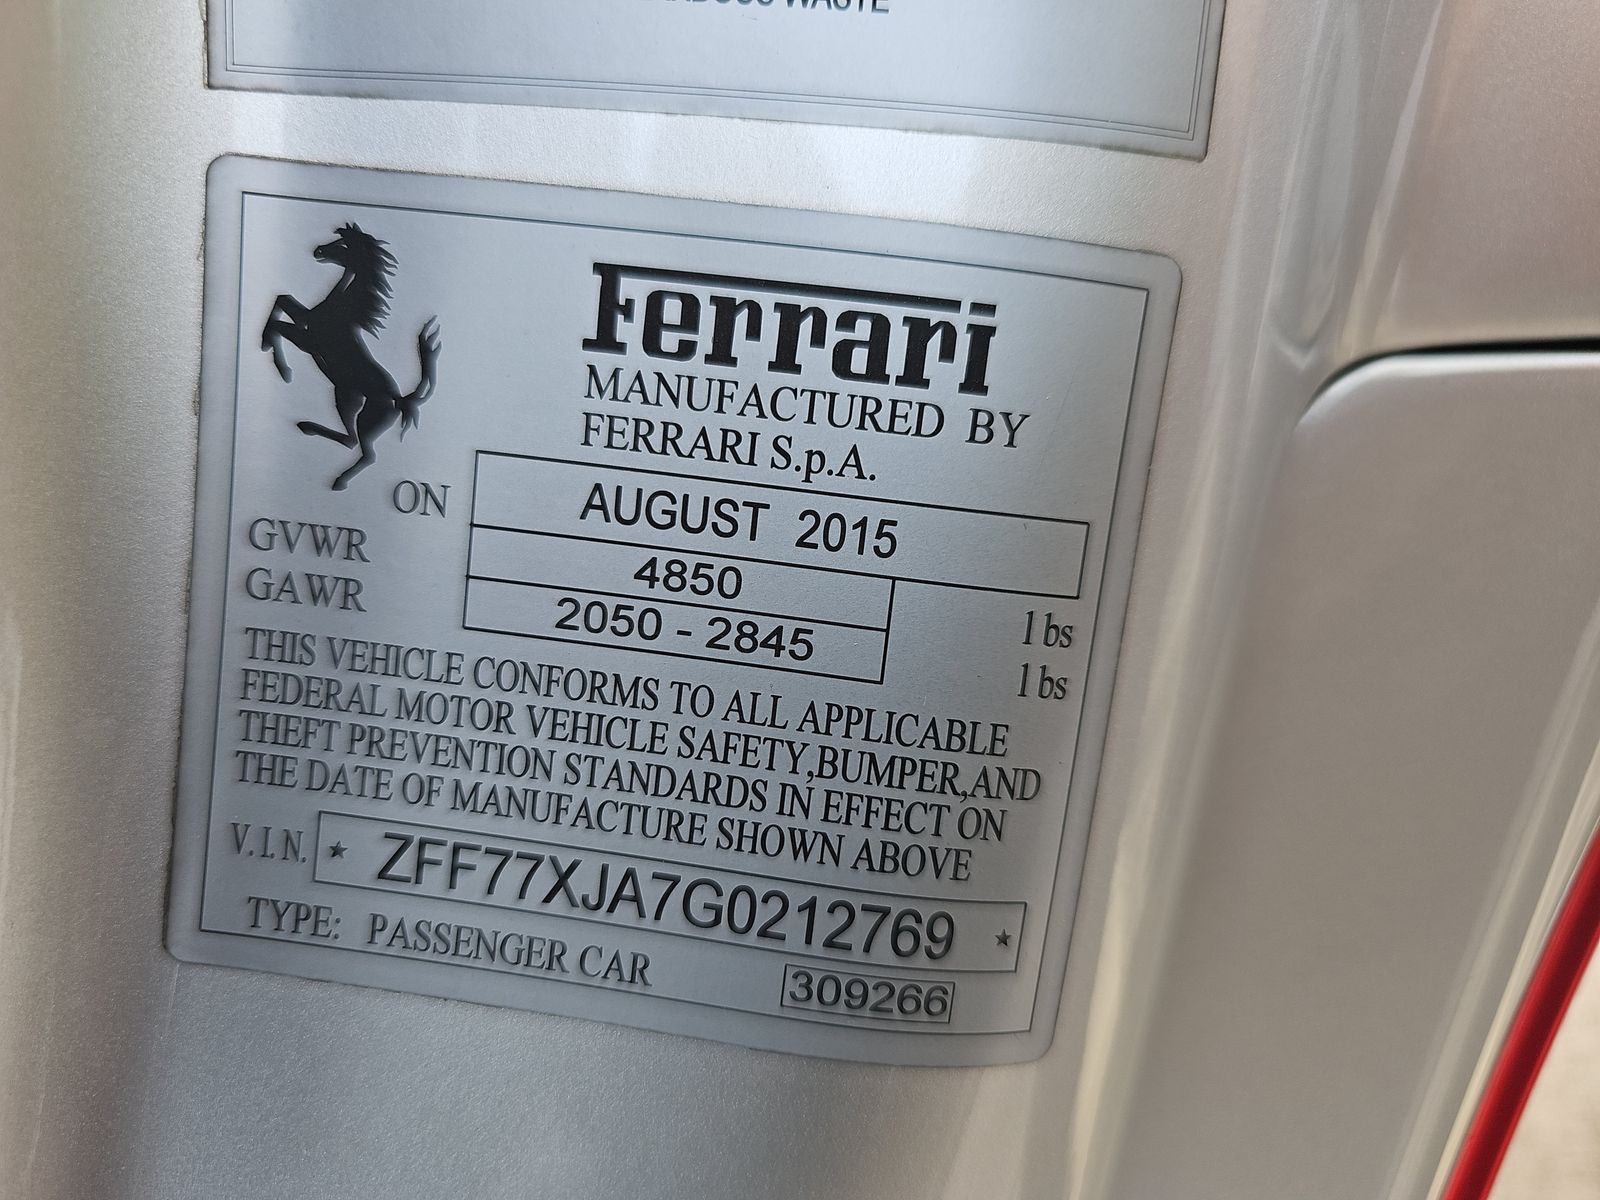 WASTE
Ferrari
MANUFACTURED BY
FERRARI S.p.A.
ON AUGUST 2015
GVWR 4850 lbs
GAWR 2050 - 2845 lbs
THIS VEHICLE CONFORMS TO ALL APPLICABLE
FEDERAL MOTOR VEHICLE SAFETY,BUMPER,AND
THEFT PREVENTION STANDARDS IN EFFECT ON
THE DATE OF MANUFACTURE SHOWN ABOVE
V.I.N. ★ ZFF77XJA7G0212769 ★
TYPE: PASSENGER CAR 309266